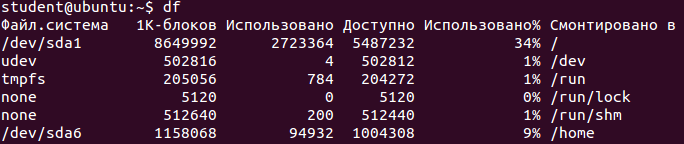 student@ubuntu:~$ df
Файл.система 1K-блоков Использовано Доступно Использовано% Смонтировано в
/dev/sda1 8649992 2723364 5487232 34% /
udev 502816 4 502812 1% /dev
tmpfs 205056 784 204272 1% /run
none 5120 0 5120 0% /run/lock
none 512640 200 512440 1% /run/shm
/dev/sda6 1158068 94932 1004308 9% /home